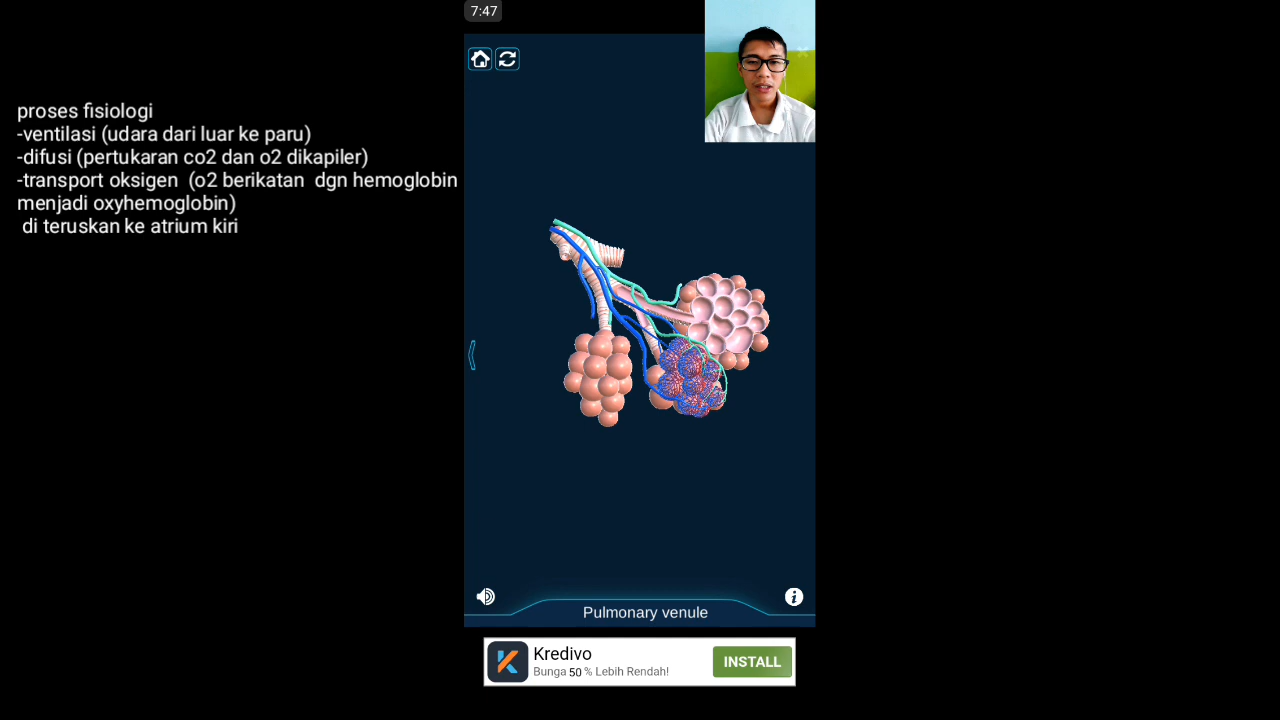 7:47
proses fisiologi
-ventilasi (udara dari luar ke paru)
-difusi (pertukaran co2 dan o2 dikapiler)
-transport oksigen  (o2 berikatan  dgn hemoglobin
menjadi oxyhemoglobin)
di teruskan ke atrium kiri
Pulmonary venule
Kredivo
Bunga 50 % Lebih Rendah!
INSTALL